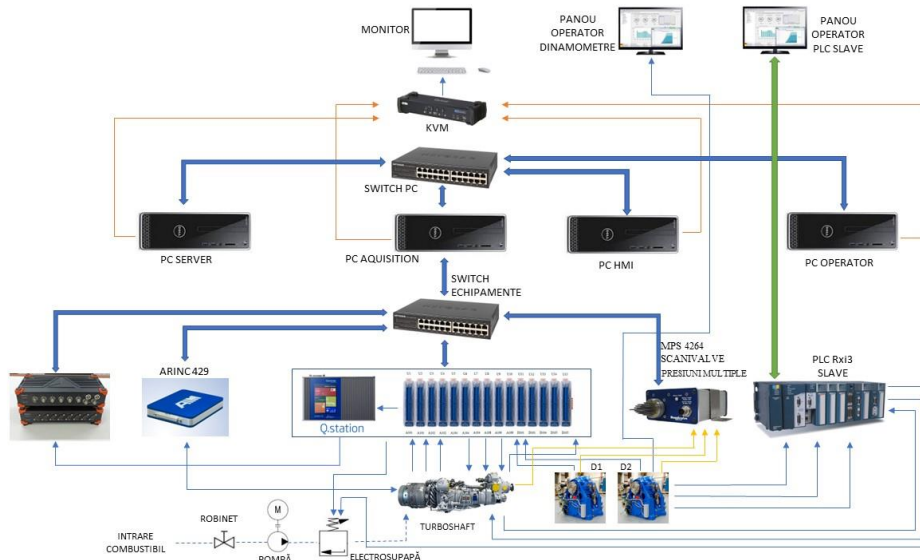 MONITOR
PANOU
OPERATOR
DINAMOMETRE
PANOU
OPERATOR
PLC SLAVE
KVM
SWITCH PC
PC SERVER
PC AQUISITION
PC HMI
PC OPERATOR
SWITCH
ECHIPAMENTE
ARINC 429
MPS 4264
SCANIVALVE
PRESIUNI MULTIPLE
PLC Rxi3
SLAVE
Q.station
D1
D2
TURBOSHAFT
M
ROBINET
INTRARE
COMBUSTIBIL
POMPĂ
ELECTROSUPAPĂ